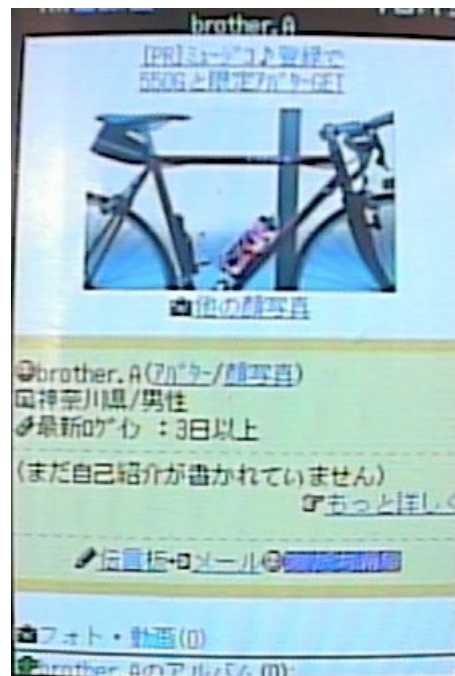 brother.A
[PR]ミュージコ♪登録で
550Gと限定アバターGET
他の顔写真
brother.A(アバター/顔写真)
神奈川県/男性
最新ログイン :3日以上
(まだ自己紹介が書かれていません)
もっと詳しく
伝言板 メール
フォト・動画(0)
brother.Aのアルバム(0):